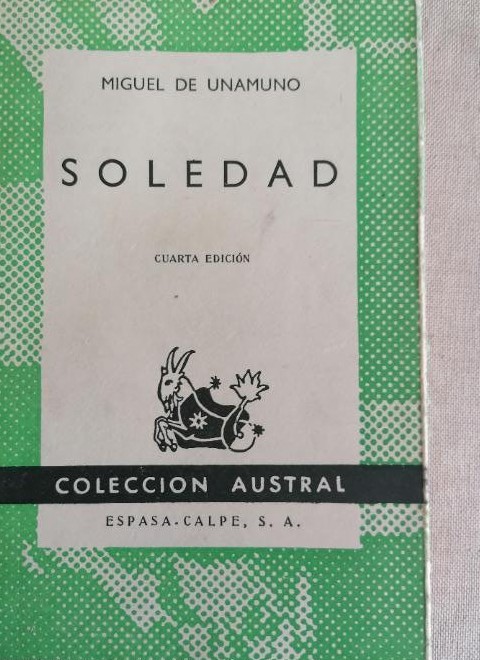 MIGUEL DE UNAMUNO
SOLEDAD
CUARTA EDICIÓN
COLECCION AUSTRAL
ESPASA-CALPE, S. A.